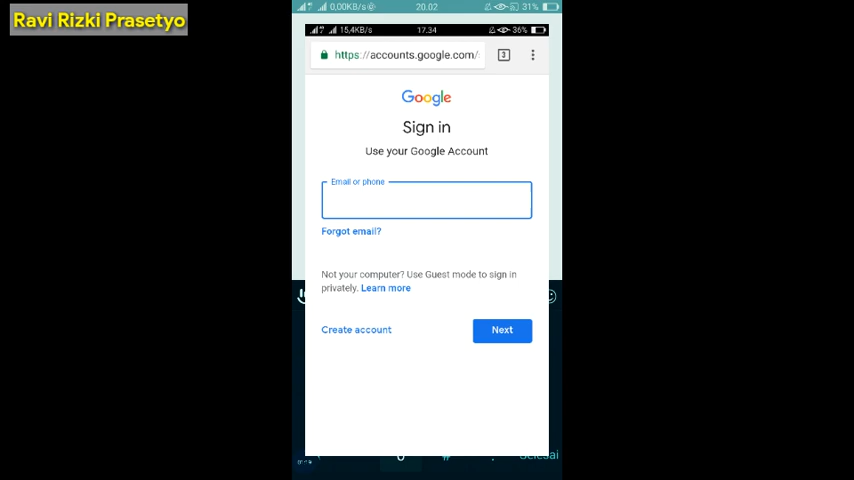 Ravi Rizki Prasetyo
0,00KB/s 20.02 31%
15,4KB/s 17.34 36%
https://accounts.google.com/
3
Google
Sign in
Use your Google Account
Email or phone
Forgot email?
Not your computer? Use Guest mode to sign in
privately. Learn more
Create account Next
Selesai